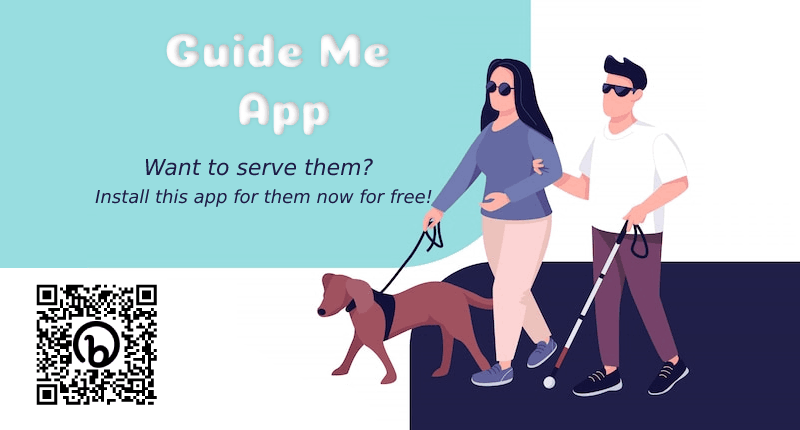 Guide Me
App
Want to serve them?
Install this app for them now for free!